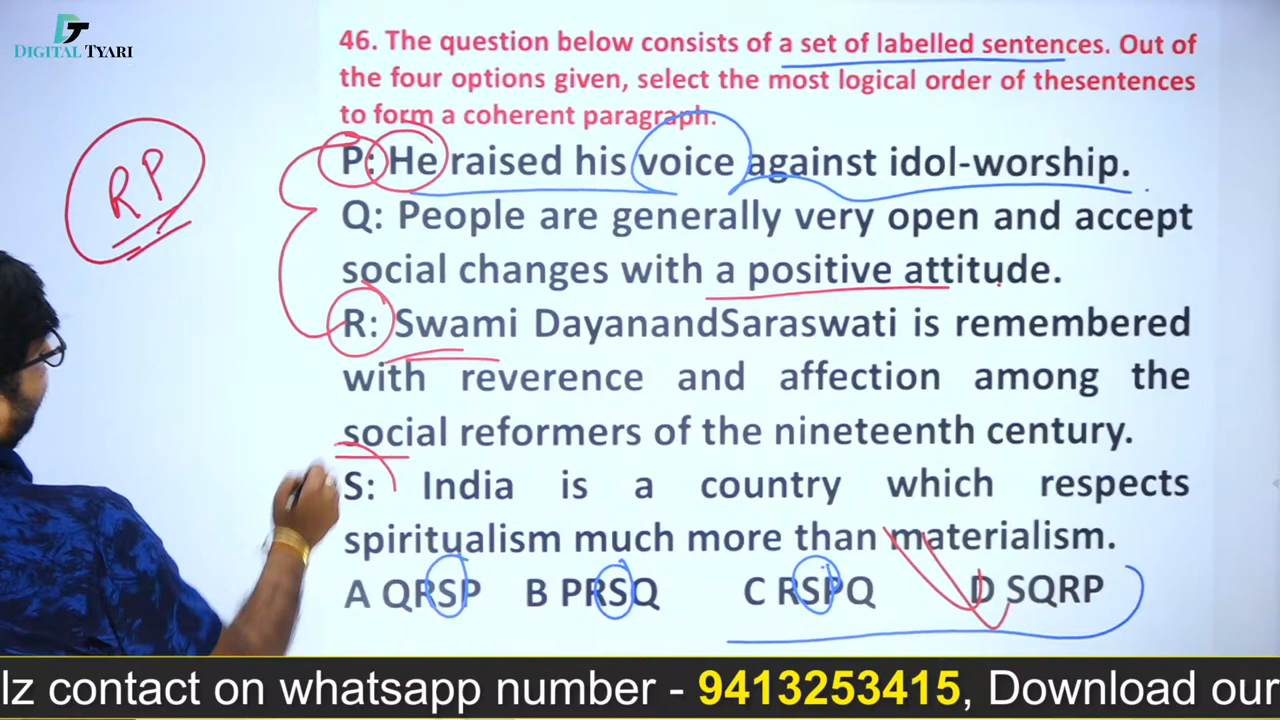 DT
DIGITAL TYARI
46. The question below consists of a set of labelled sentences. Out of
the four options given, select the most logical order of thesentences
to form a coherent paragraph.
RP
P: He raised his voice against idol-worship.
Q: People are generally very open and accept
social changes with a positive attitude.
R: Swami DayanandSaraswati is remembered
with reverence and affection among the
social reformers of the nineteenth century.
S: India is a country which respects
spiritualism much more than materialism.
A QRSP B PRSQ C RSPQ D SQRP
lz contact on whatsapp number - 9413253415, Download our